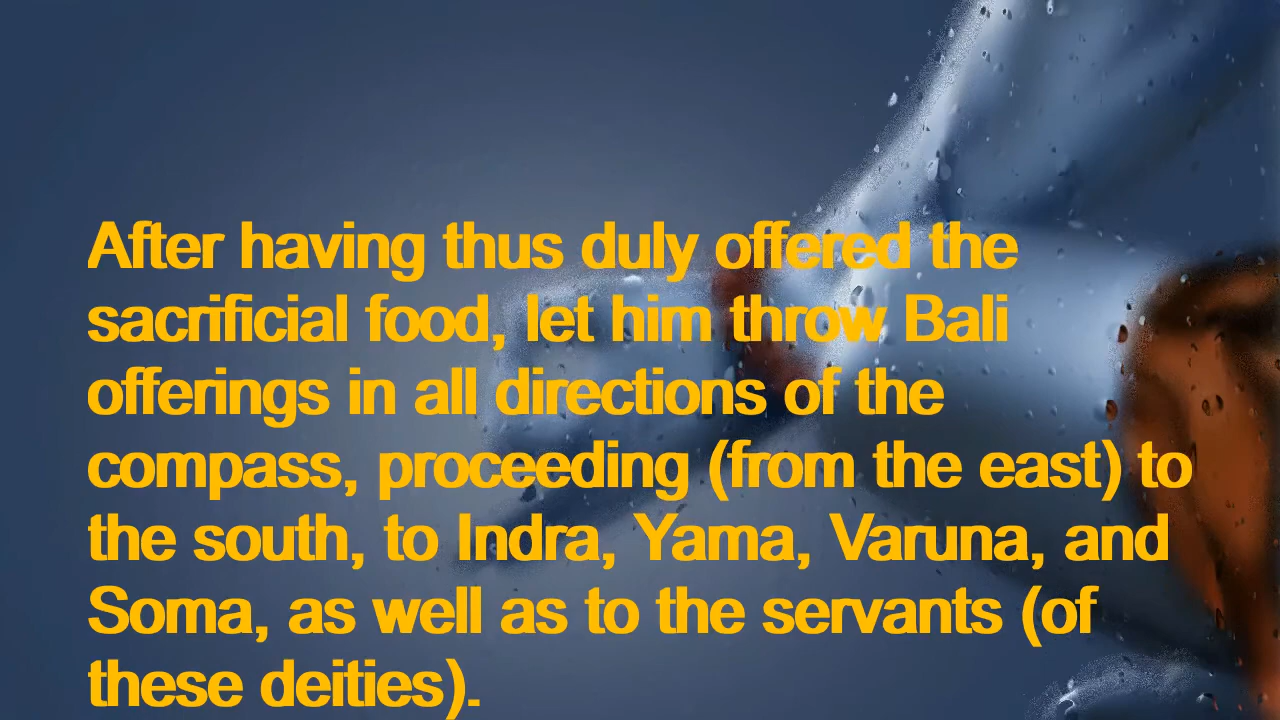 After having thus duly offered the
sacrificial food, let him throw Bali
offerings in all directions of the
compass, proceeding (from the east) to
the south, to Indra, Yama, Varuna, and
Soma, as well as to the servants (of
these deities).